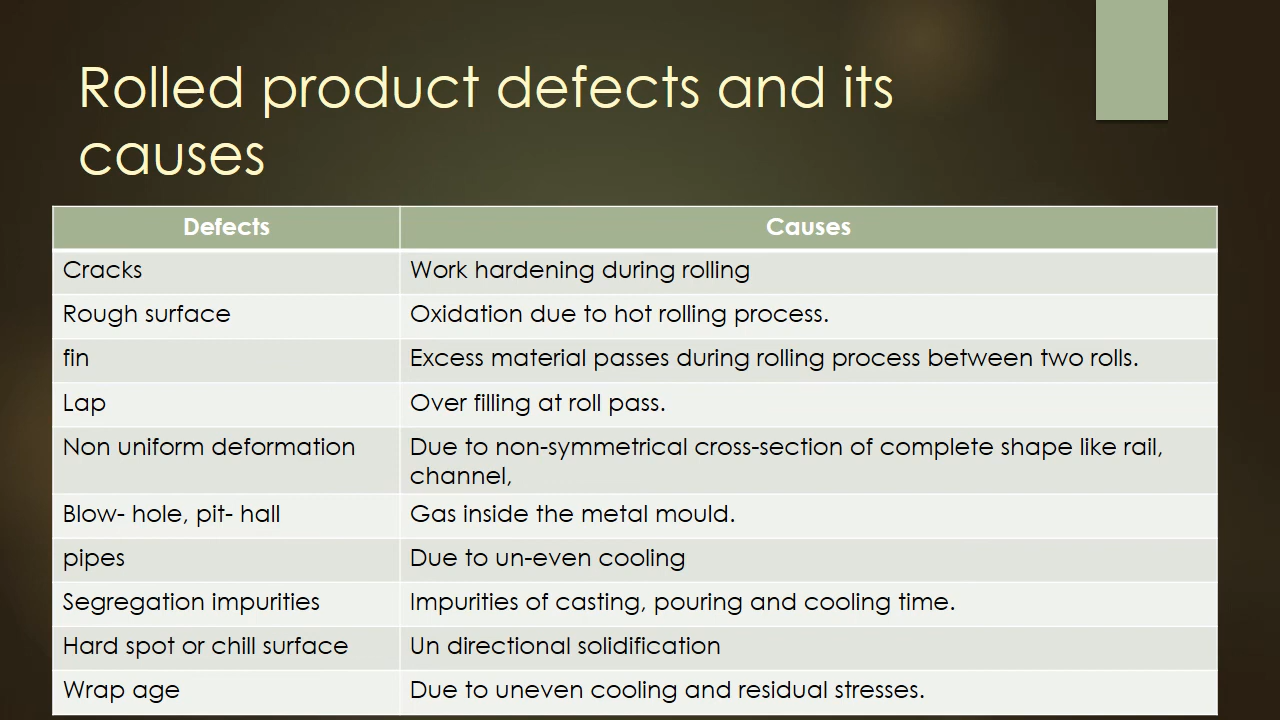 Rolled product defects and its
causes
Defects Causes
Cracks Work hardening during rolling
Rough surface Oxidation due to hot rolling process.
fin Excess material passes during rolling process between two rolls.
Lap Over filling at roll pass.
Non uniform deformation Due to non-symmetrical cross-section of complete shape like rail,
channel,
Blow- hole, pit- hall Gas inside the metal mould.
pipes Due to un-even cooling
Segregation impurities Impurities of casting, pouring and cooling time.
Hard spot or chill surface Un directional solidification
Wrap age Due to uneven cooling and residual stresses.